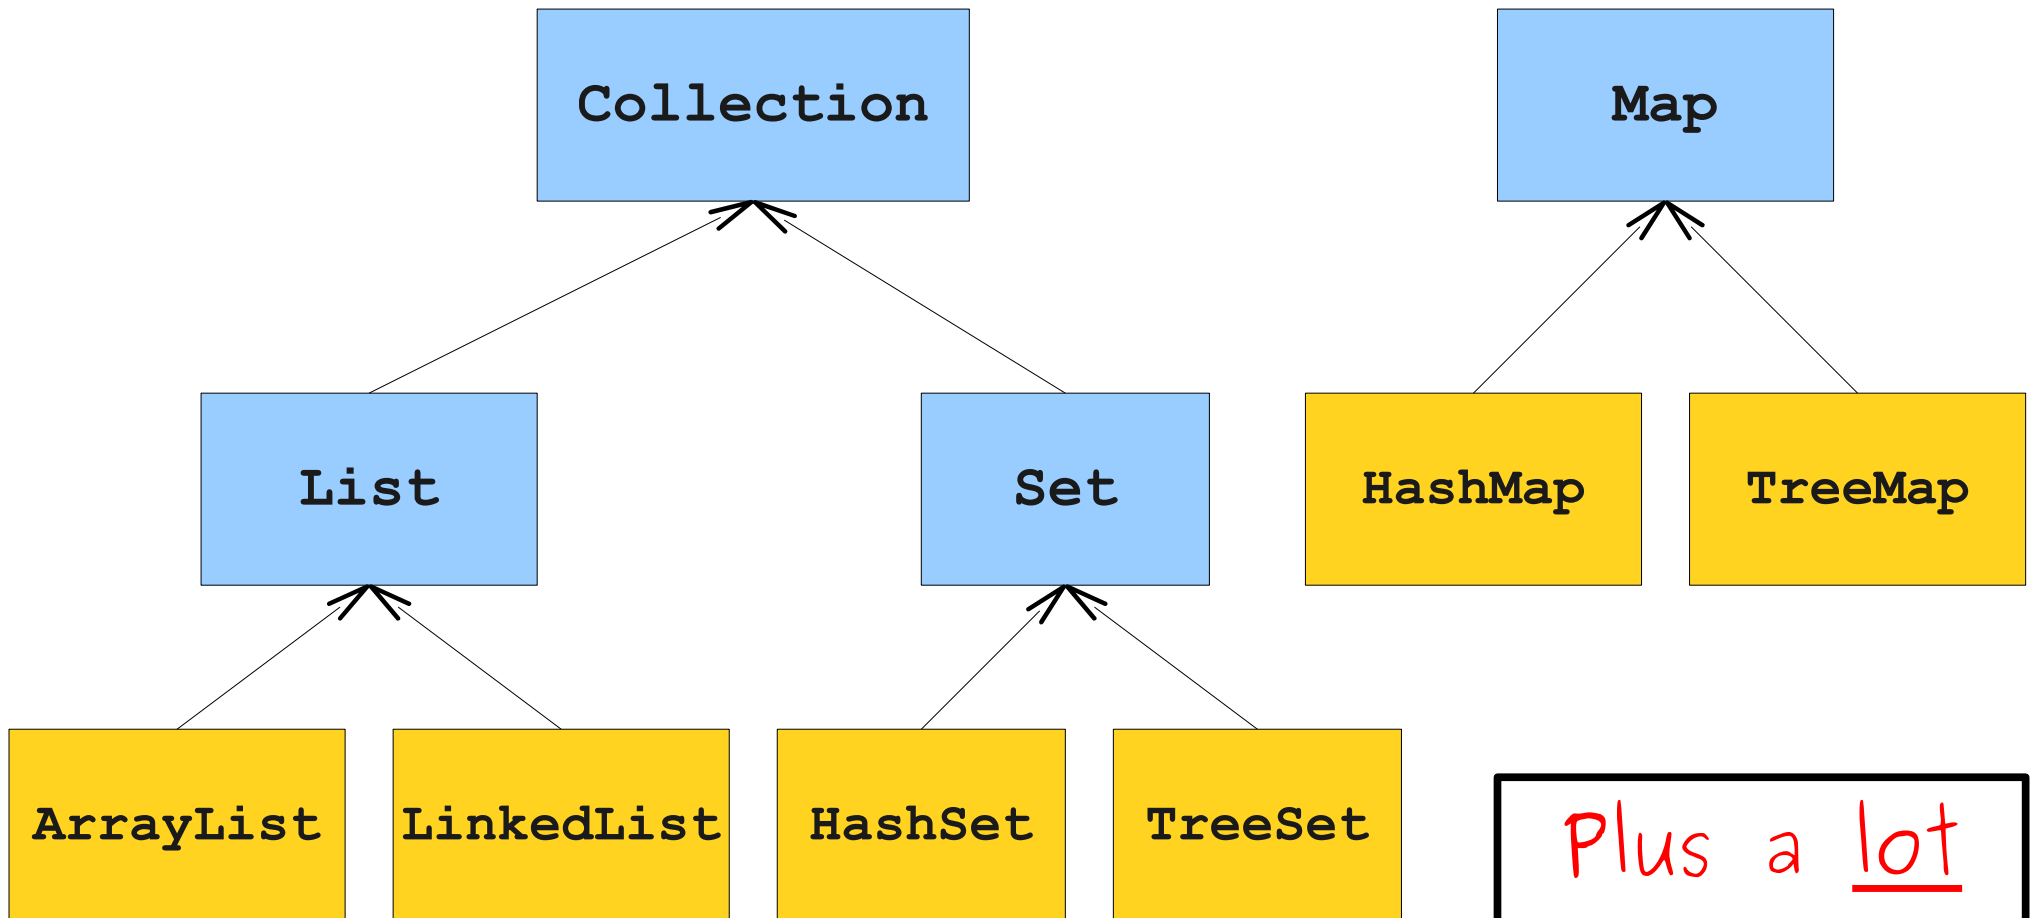 Collection
Map
List
Set
HashMap
TreeMap
ArrayList
LinkedList
HashSet
TreeSet
Plus a lot